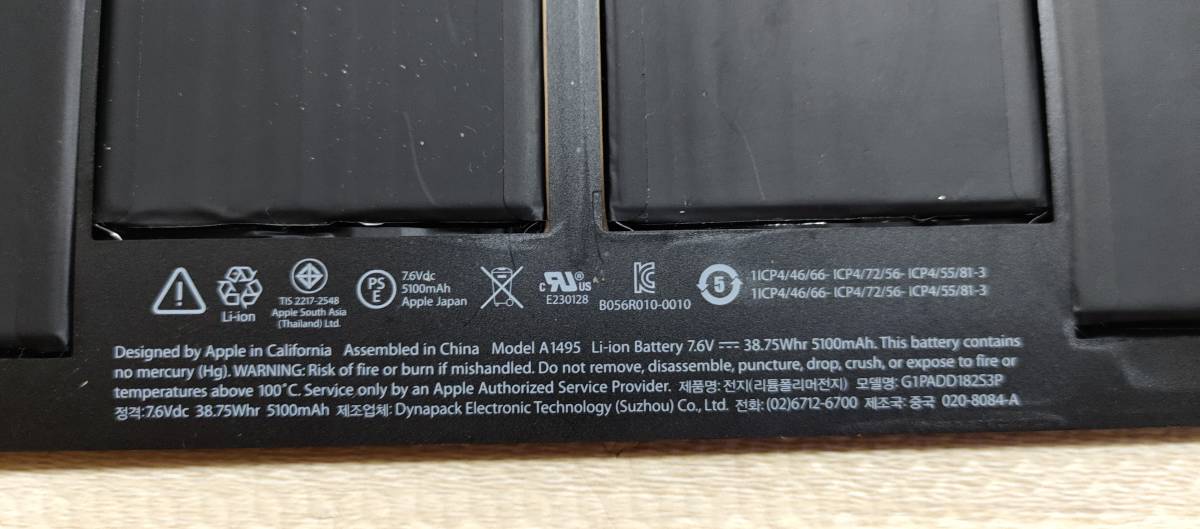 Li-ion
TIS 2217-2548
Apple South Asia
(Thailand) Ltd.
PS
E
7.6Vdc
5100mAh
Apple Japan
c RU® US
E230128
B056R010-0010
5
1ICP4/46/66- ICP4/72/56- ICP4/55/81-3
1ICP4/46/66- ICP4/72/56- ICP4/55/81-3
Designed by Apple in California Assembled in China Model A1495 Li-ion Battery 7.6V 38.75Whr 5100mAh. This battery contains
no mercury (Hg). WARNING: Risk of fire or burn if mishandled. Do not remove, disassemble, puncture, drop, crush, or expose to fire or
temperatures above 100°C. Service only by an Apple Authorized Service Provider. 제품명: 전지(리튬폴리머전지) 모델명: G1PADD182S3P
정격:7.6Vdc 38.75Whr 5100mAh 제조업체: Dynapack Electronic Technology (Suzhou) Co., Ltd. 전화: (02)6712-6700 제조국: 중국 020-8084-A